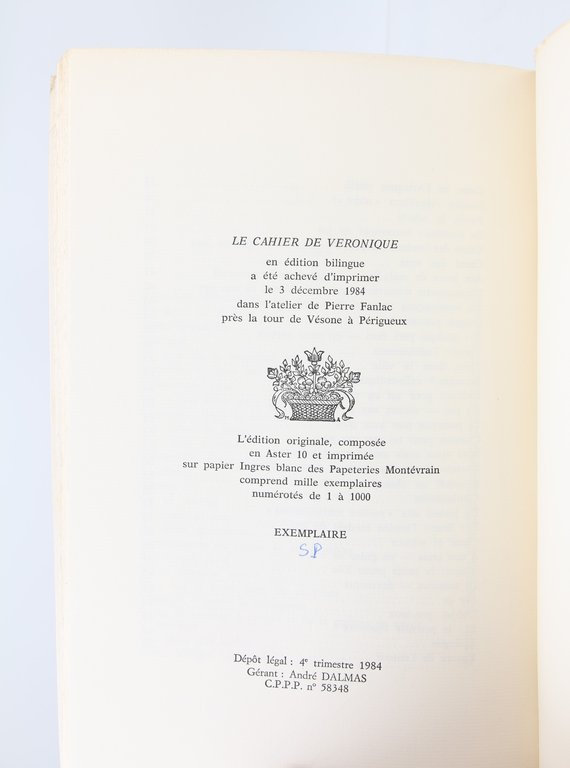 LE CAHIER DE VERONIQUE
en édition bilingue
a été achevé d'imprimer
le 3 décembre 1984
dans l'atelier de Pierre Fanlac
près la tour de Vésone à Périgueux
L'édition originale, composée
en Aster 10 et imprimée
sur papier Ingres blanc des Papeteries Montévrain
comprend mille exemplaires
numérotés de 1 à 1000
EXEMPLAIRE
SP
Dépôt légal : 4e trimestre 1984
Gérant : André DALMAS
C.P.P.P. n° 58348